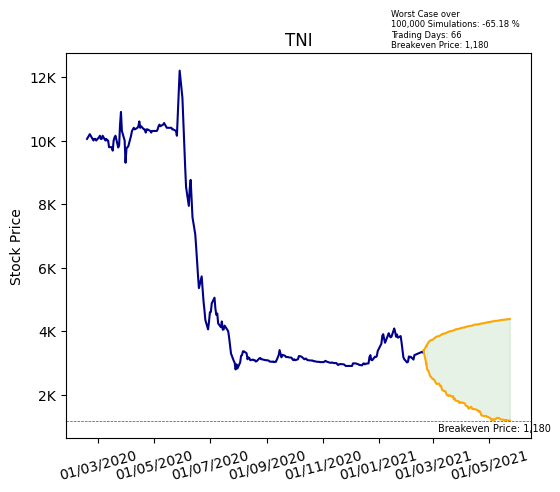 Worst Case over
100,000 Simulations: -65.18 %
Trading Days: 66
Breakeven Price: 1,180
TNI
12K
10K
8K
6K
4K
2K
Stock Price
Breakeven Price: 1,180
01/03/2020
01/05/2020
01/07/2020
01/09/2020
01/11/2020
01/01/2021
01/03/2021
01/05/2021